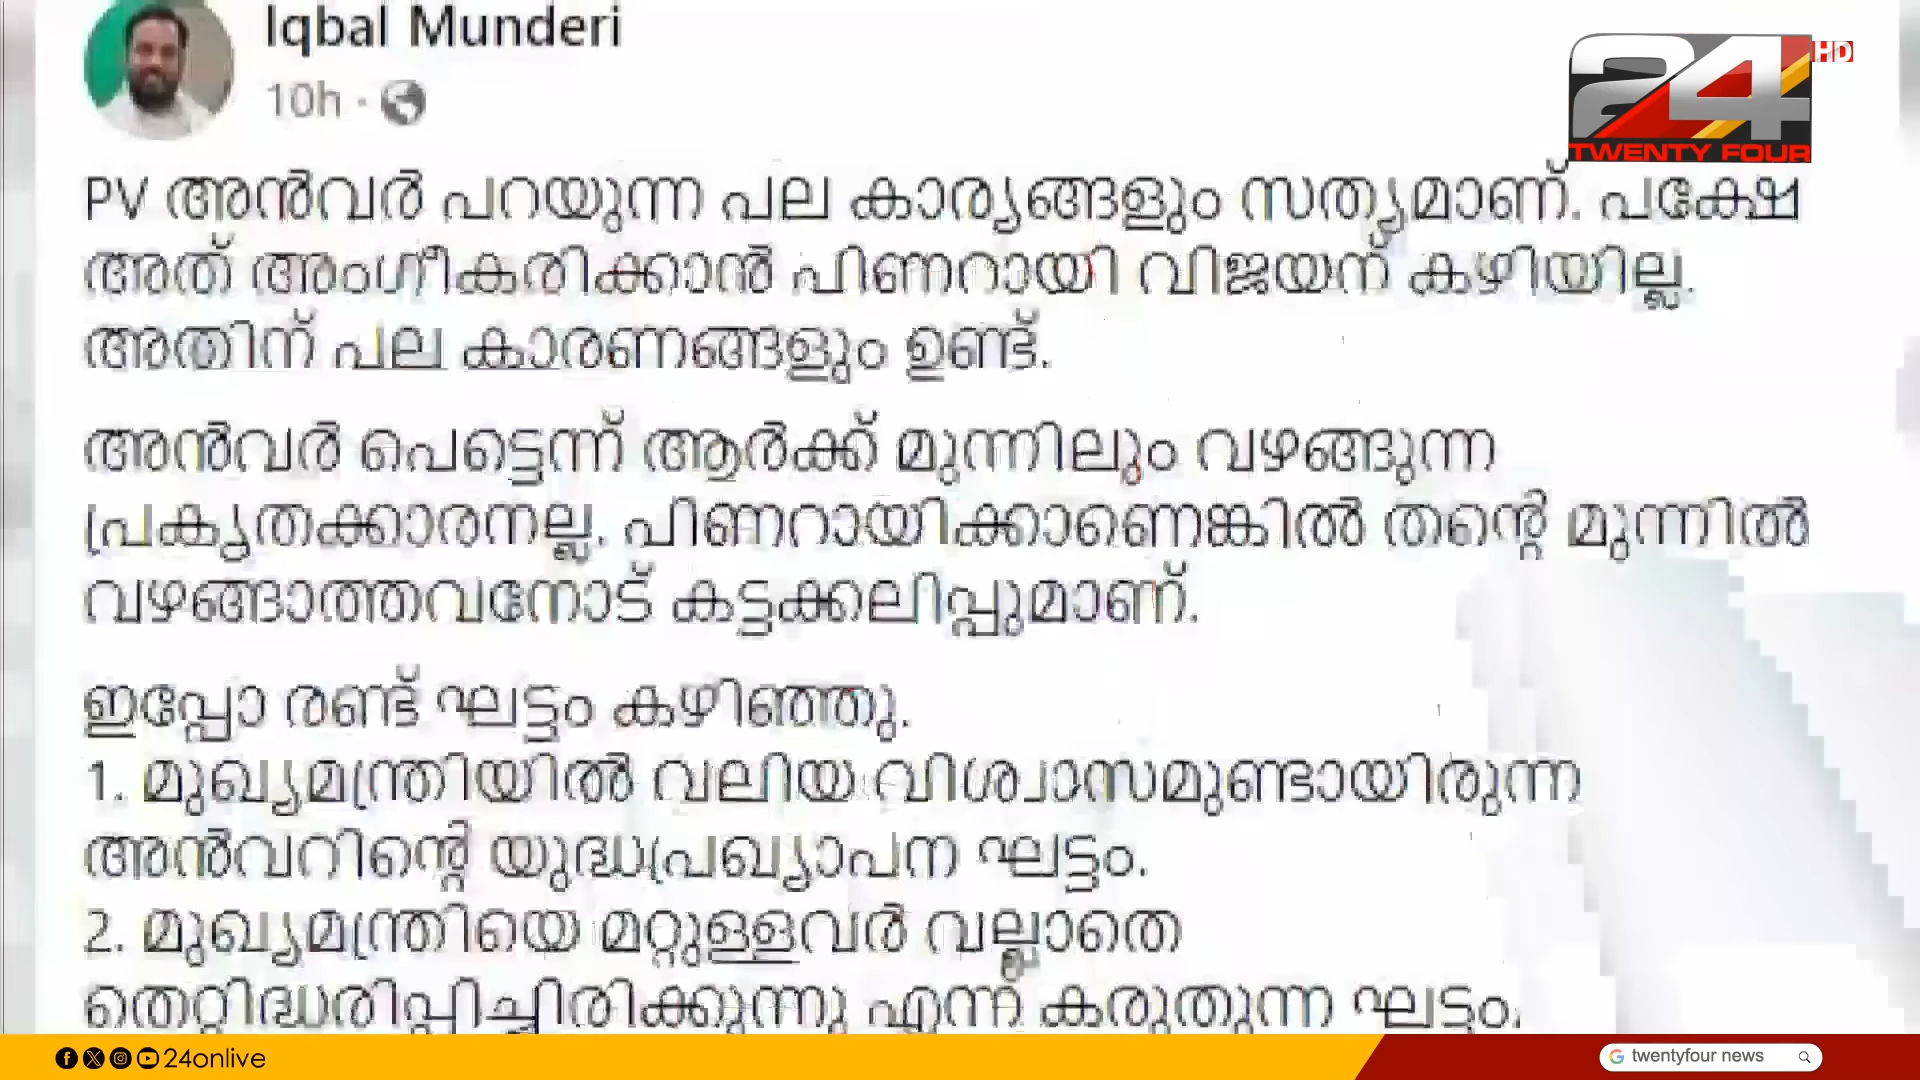 Iqbal Munderi
10h ·
24 HD
TWENTY FOUR
PV അൻവർ പറയുന്ന പല കാര്യങ്ങളും സത്യമാണ്. പക്ഷേ
അത് അംഗീകരിക്കാൻ പിണറായി വിജയന് കഴിയില്ല.
അതിന് പല കാരണങ്ങളും ഉണ്ട്.
അൻവർ പെട്ടെന്ന് ആർക്ക് മുന്നിലും വഴങ്ങുന്ന
പ്രകൃതക്കാരനല്ല. പിണറായിക്കാണെങ്കിൽ തന്റെ മുന്നിൽ
വഴങ്ങാത്തവനോട് കട്ടക്കലിപ്പുമാണ്.
ഇപ്പോ രണ്ട് ഘട്ടം കഴിഞ്ഞു.
1. മുഖ്യമന്ത്രിയിൽ വലിയ വിശ്വാസമുണ്ടായിരുന്ന
അൻവറിന്റെ യുദ്ധപ്രഖ്യാപന ഘട്ടം.
2. മുഖ്യമന്ത്രിയെ മറ്റുള്ളവർ വല്ലാതെ
തെറ്റിദ്ധരിപ്പിച്ചിരിക്കുന്നു എന്ന് കരുതുന്ന ഘട്ടം.
24onlive
twentyfour news